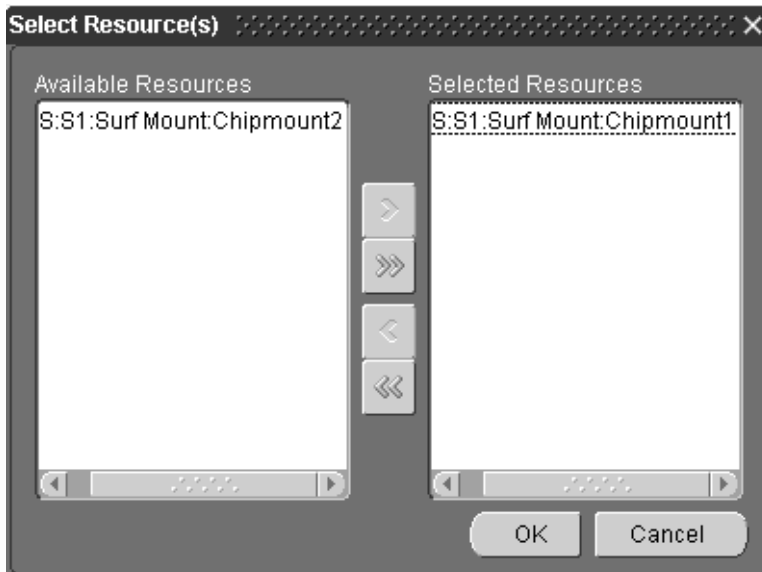 Select Resource(s)
Available Resources
S:S1:Surf Mount:Chipmount2
Selected Resources
S:S1:Surf Mount:Chipmount1
OK
Cancel